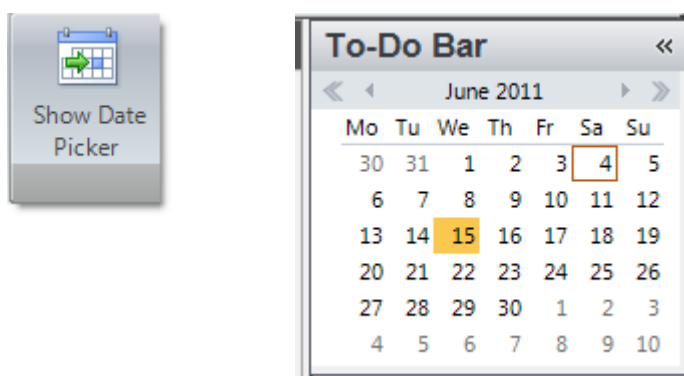 Show Date
Picker
To-Do Bar
June 2011
Mo Tu We Th Fr Sa Su
30 31 1 2 3 4 5
6 7 8 9 10 11 12
13 14 15 16 17 18 19
20 21 22 23 24 25 26
27 28 29 30 1 2 3
4 5 6 7 8 9 10